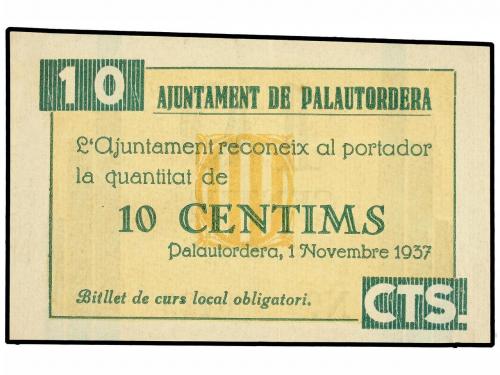 10
AJUNTAMENT DE PALAUTORDERA
L'Ajuntament reconeix al portador
la quantitat de
10 CENTIMS
Palautordera, 1 Novembre 1937
Bitllet de curs local obligatori.
CTS.